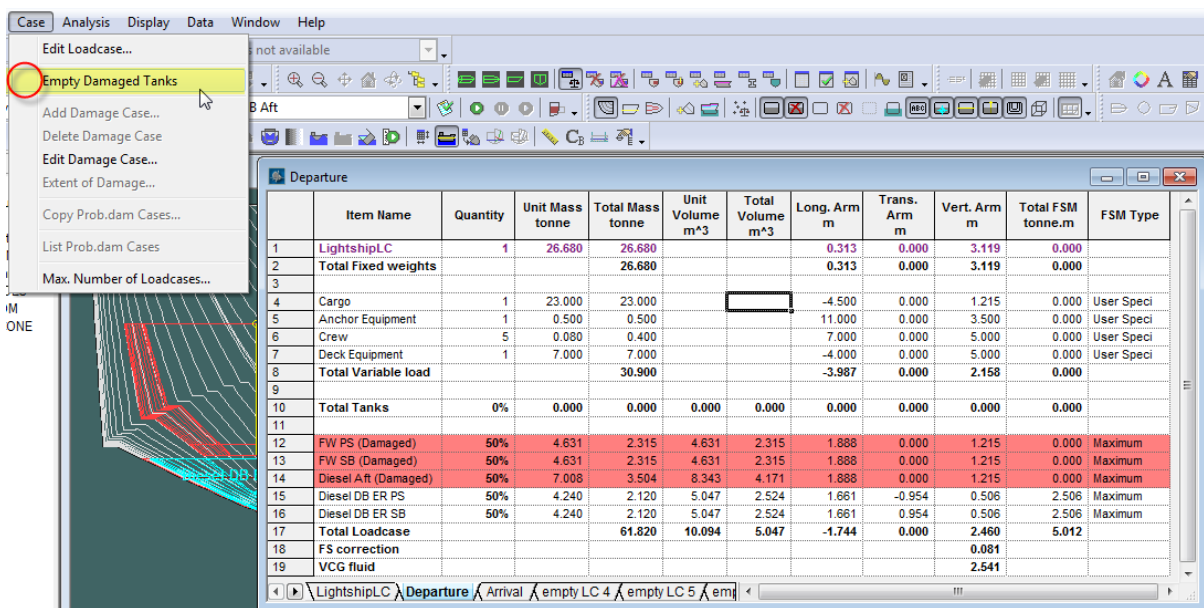 Case Analysis Display Data Window Help
Edit Loadcase...
not available
Empty Damaged Tanks
Add Damage Case...
B Aft
Delete Damage Case
Edit Damage Case...
Extent of Damage...
Copy Prob.dam Cases...
List Prob.dam Cases
Max. Number of Loadcases...
ONE
Departure
Item Name Quantity Unit Mass tonne Total Mass tonne Unit Volume m^3 Total Volume m^3 Long. Arm m Trans. Arm m Vert. Arm m Total FSM tonne.m FSM Type
1 LightshipLC 1 26.680 26.680 0.313 0.000 3.119 0.000
2 Total Fixed weights 26.680 0.313 0.000 3.119 0.000
3
4 Cargo 1 23.000 23.000 -4.500 0.000 1.215 0.000 User Speci
5 Anchor Equipment 1 0.500 0.500 11.000 0.000 3.500 0.000 User Speci
6 Crew 5 0.080 0.400 7.000 0.000 5.000 0.000 User Speci
7 Deck Equipment 1 7.000 7.000 -4.000 0.000 5.000 0.000 User Speci
8 Total Variable load 30.900 -3.987 0.000 2.158 0.000
9
10 Total Tanks 0% 0.000 0.000 0.000 0.000 0.000 0.000 0.000 0.000
11
12 FW PS (Damaged) 50% 4.631 2.315 4.631 2.315 1.888 0.000 1.215 0.000 Maximum
13 FW SB (Damaged) 50% 4.631 2.315 4.631 2.315 1.888 0.000 1.215 0.000 Maximum
14 Diesel Aft (Damaged) 50% 7.008 3.504 8.343 4.171 1.888 0.000 1.215 0.000 Maximum
15 Diesel DB ER PS 50% 4.240 2.120 5.047 2.524 1.661 -0.954 0.506 2.506 Maximum
16 Diesel DB ER SB 50% 4.240 2.120 5.047 2.524 1.661 0.954 0.506 2.506 Maximum
17 Total Loadcase 61.820 10.094 5.047 -1.744 0.000 2.460 5.012
18 FS correction 0.081
19 VCG fluid 2.541
LightshipLC Departure Arrival empty LC 4 empty LC 5